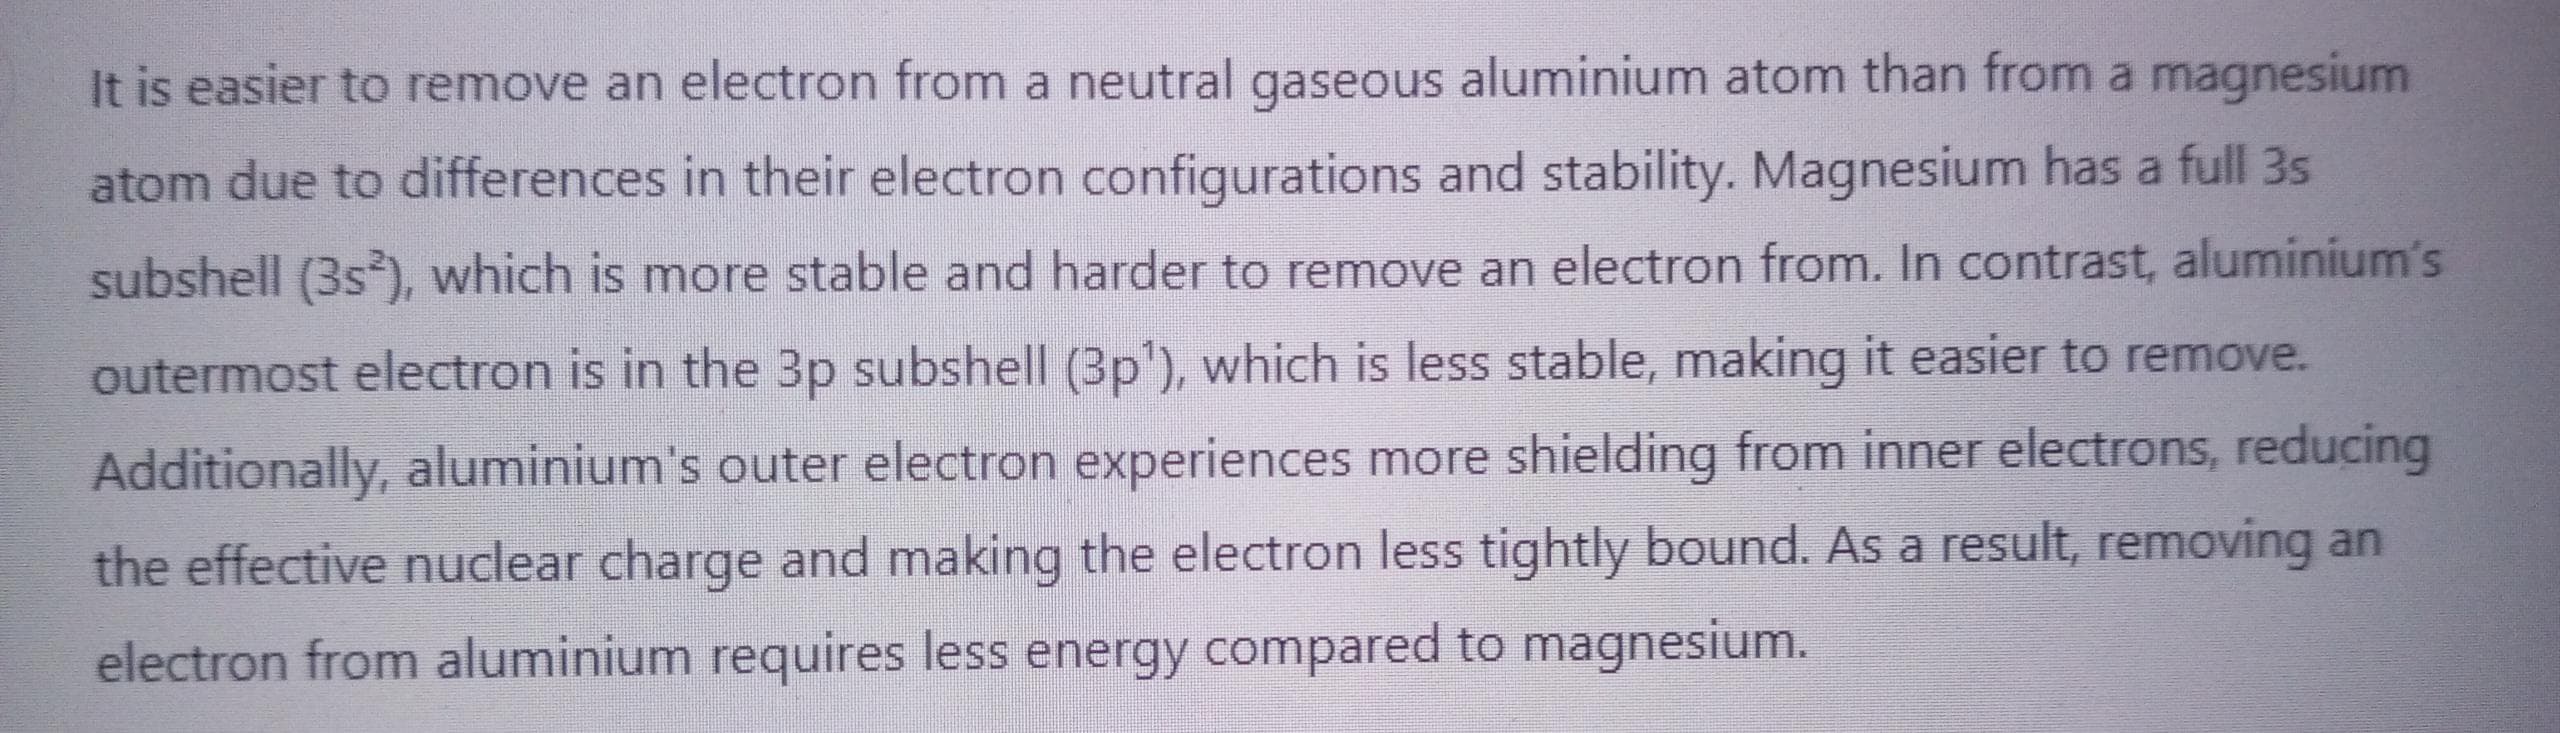 It is easier to remove an electron from a neutral gaseous aluminium atom than from a magnesium
atom due to differences in their electron configurations and stability. Magnesium has a full 3s
subshell (3s²), which is more stable and harder to remove an electron from. In contrast, aluminium's
outermost electron is in the 3p subshell (3p¹), which is less stable, making it easier to remove.
Additionally, aluminium's outer electron experiences more shielding from inner electrons, reducing
the effective nuclear charge and making the electron less tightly bound. As a result, removing an
electron from aluminium requires less energy compared to magnesium.